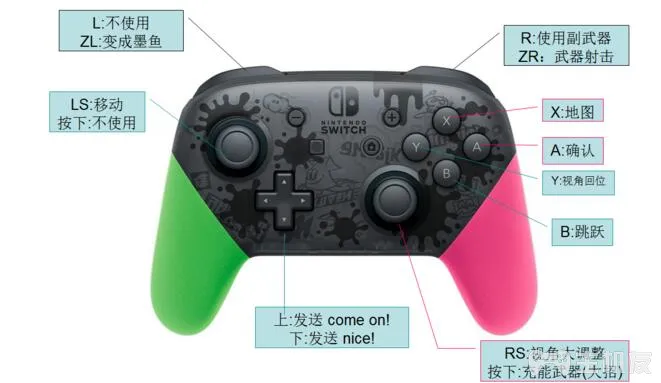 L:不使用
ZL:变成墨鱼
R:使用副武器
ZR：武器射击
LS:移动
按下:不使用
X:地图
A:确认
Y:视角回位
B:跳跃
NINTENDO
SWITCH
X
Y
A
B
上:发送 come on!
下:发送 nice!
RS:视角大调整
按下:充能武器(大招)